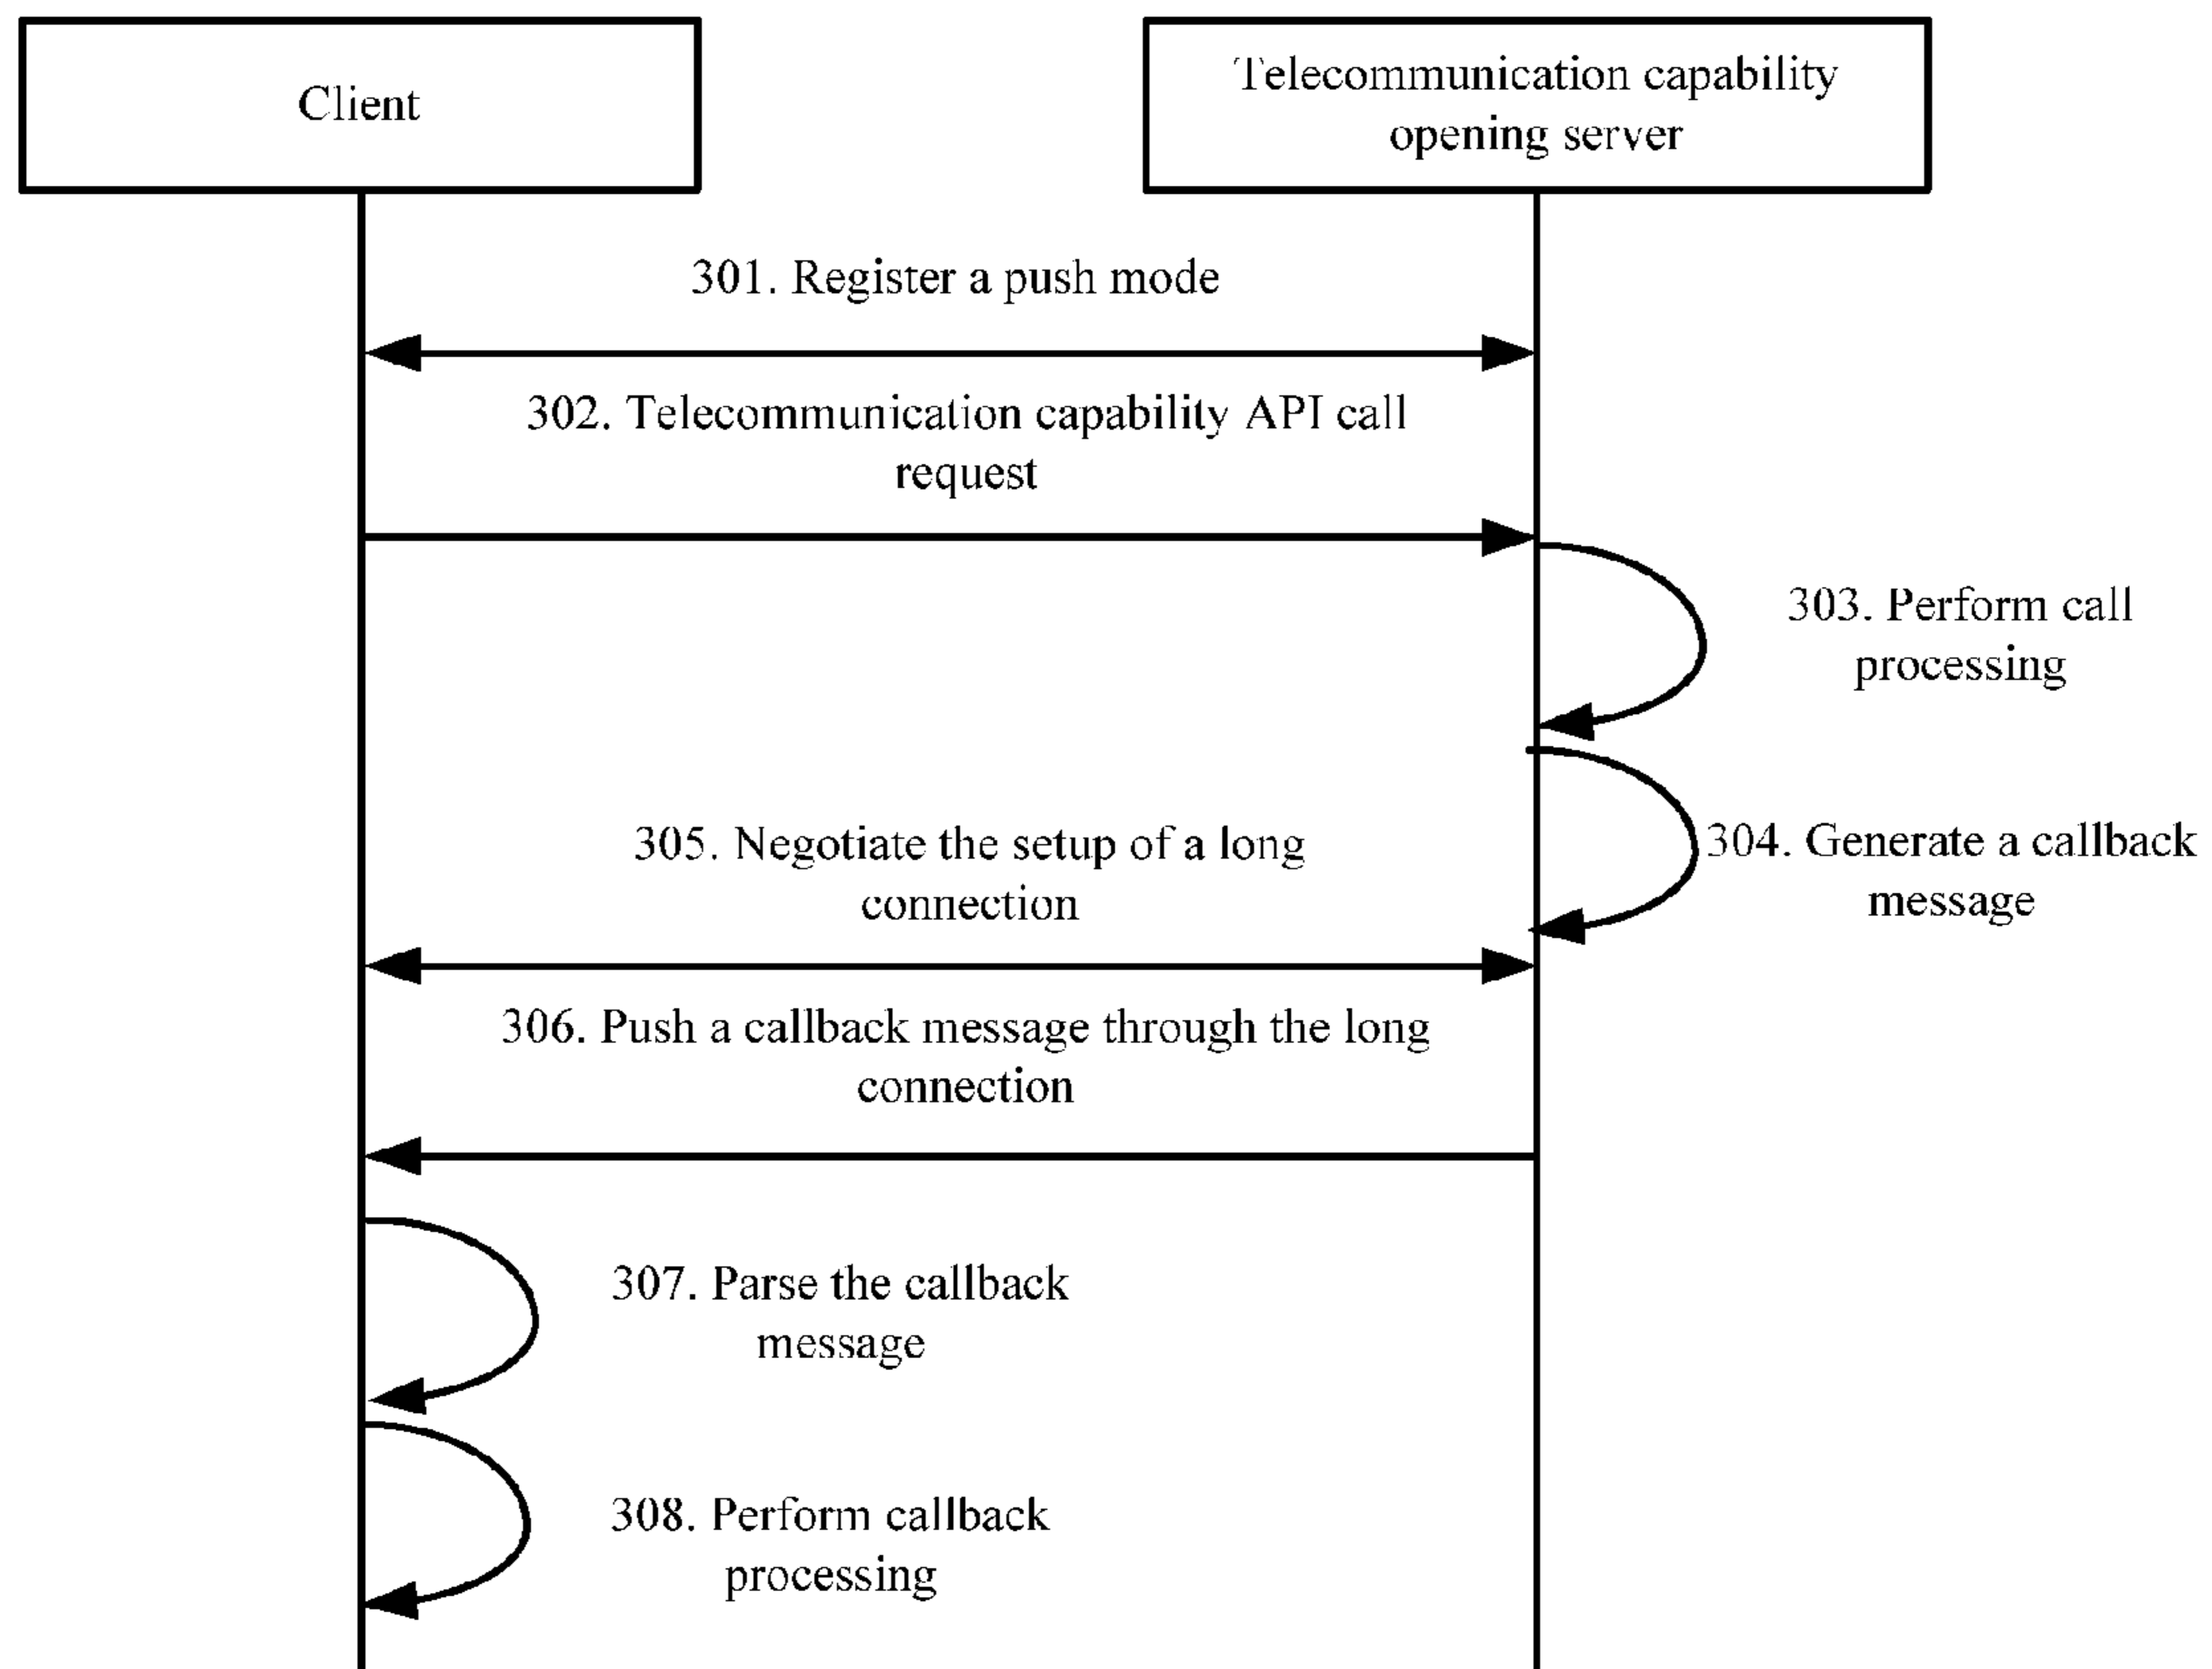 Client
Telecommunication capability
opening server
301. Register a push mode
302. Telecommunication capability API call
request
303. Perform call
processing
304. Generate a callback
message
305. Negotiate the setup of a long
connection
306. Push a callback message through the long
connection
307. Parse the callback
message
308. Perform callback
processing